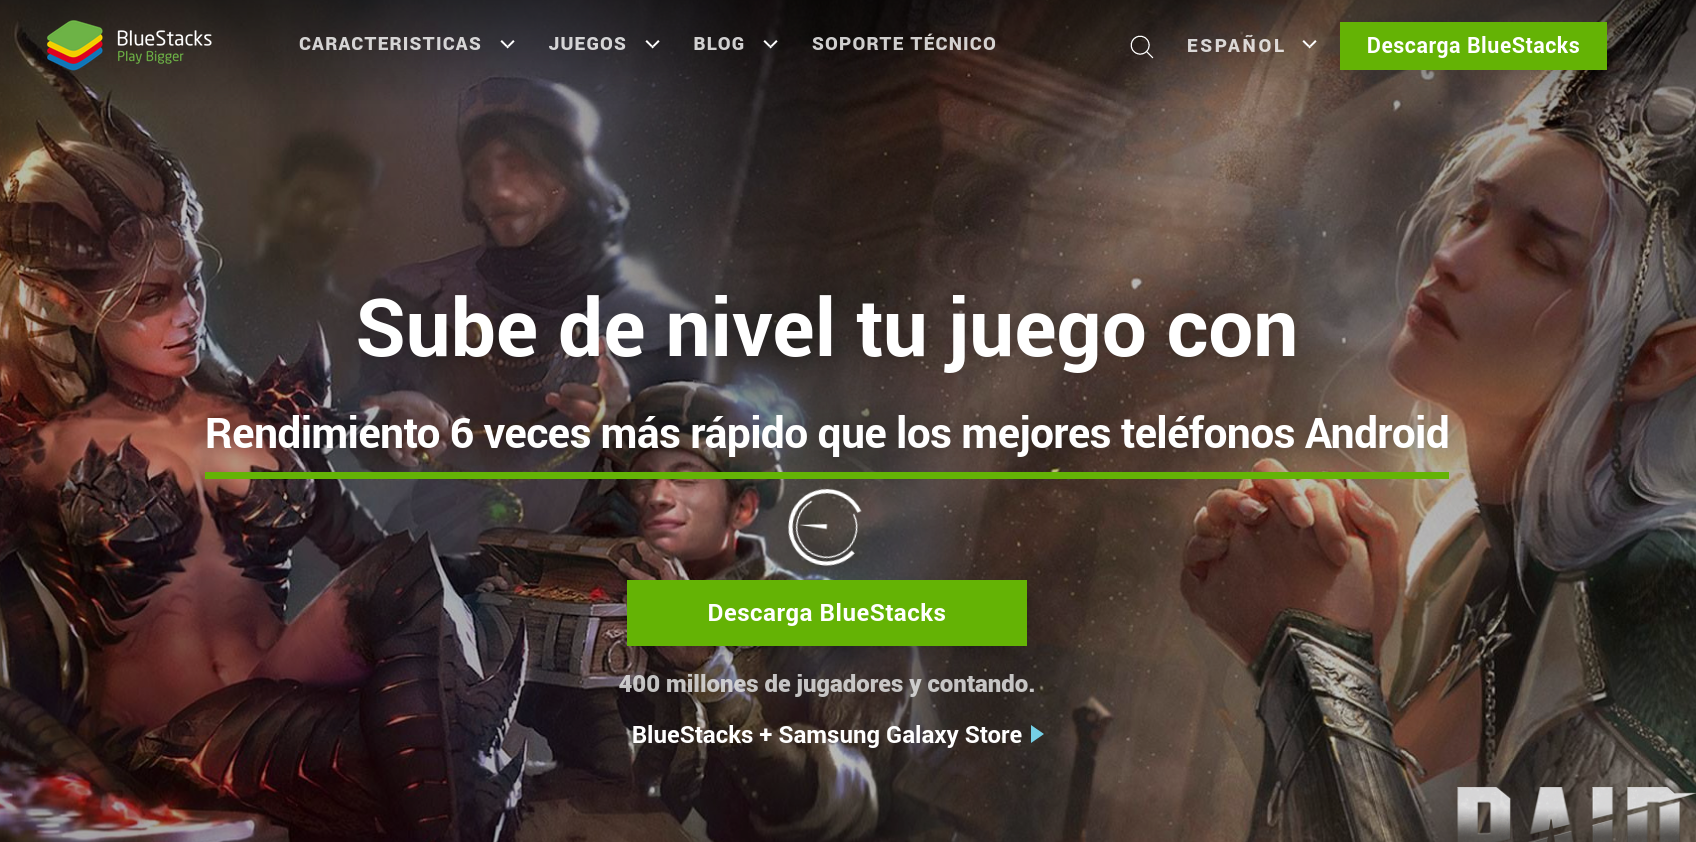 BlueStacks
Play Bigger
CARACTERISTICAS
JUEGOS
BLOG
SOPORTE TÉCNICO
ESPAÑOL
Descarga BlueStacks
Sube de nivel tu juego con
Rendimiento 6 veces más rápido que los mejores teléfonos Android
Descarga BlueStacks
400 millones de jugadores y contando.
BlueStacks + Samsung Galaxy Store
RAID